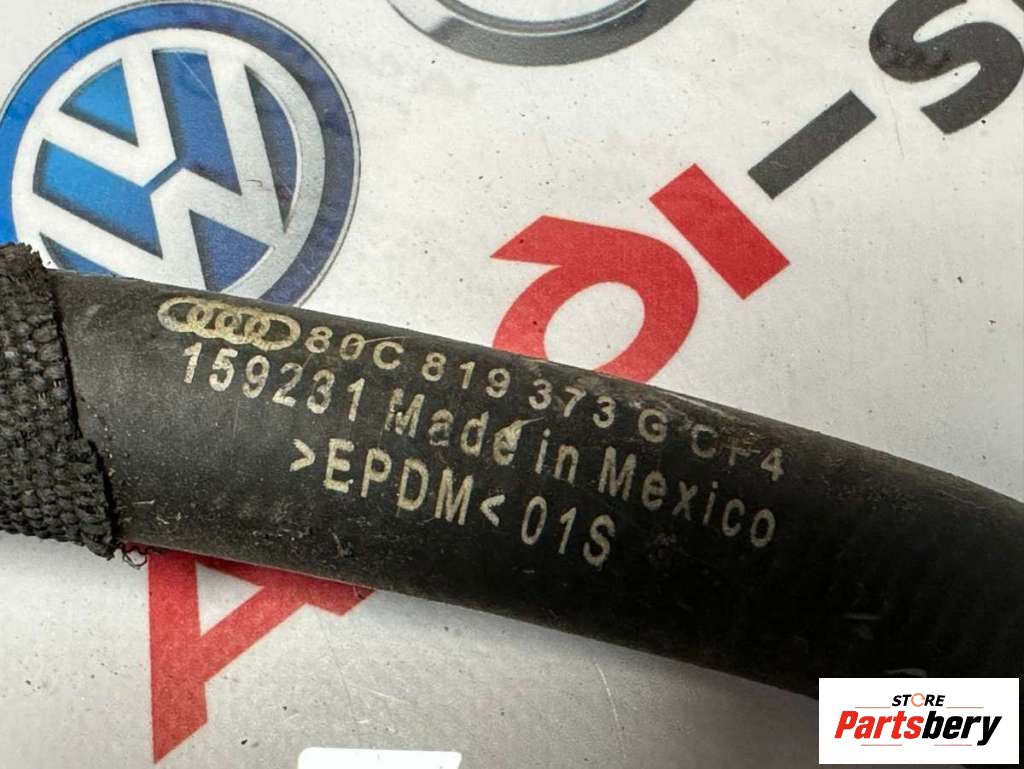 80C 819 373 G CF4
159231 Made in Mexico
>EPDM< 01S
STORE
Partsbery